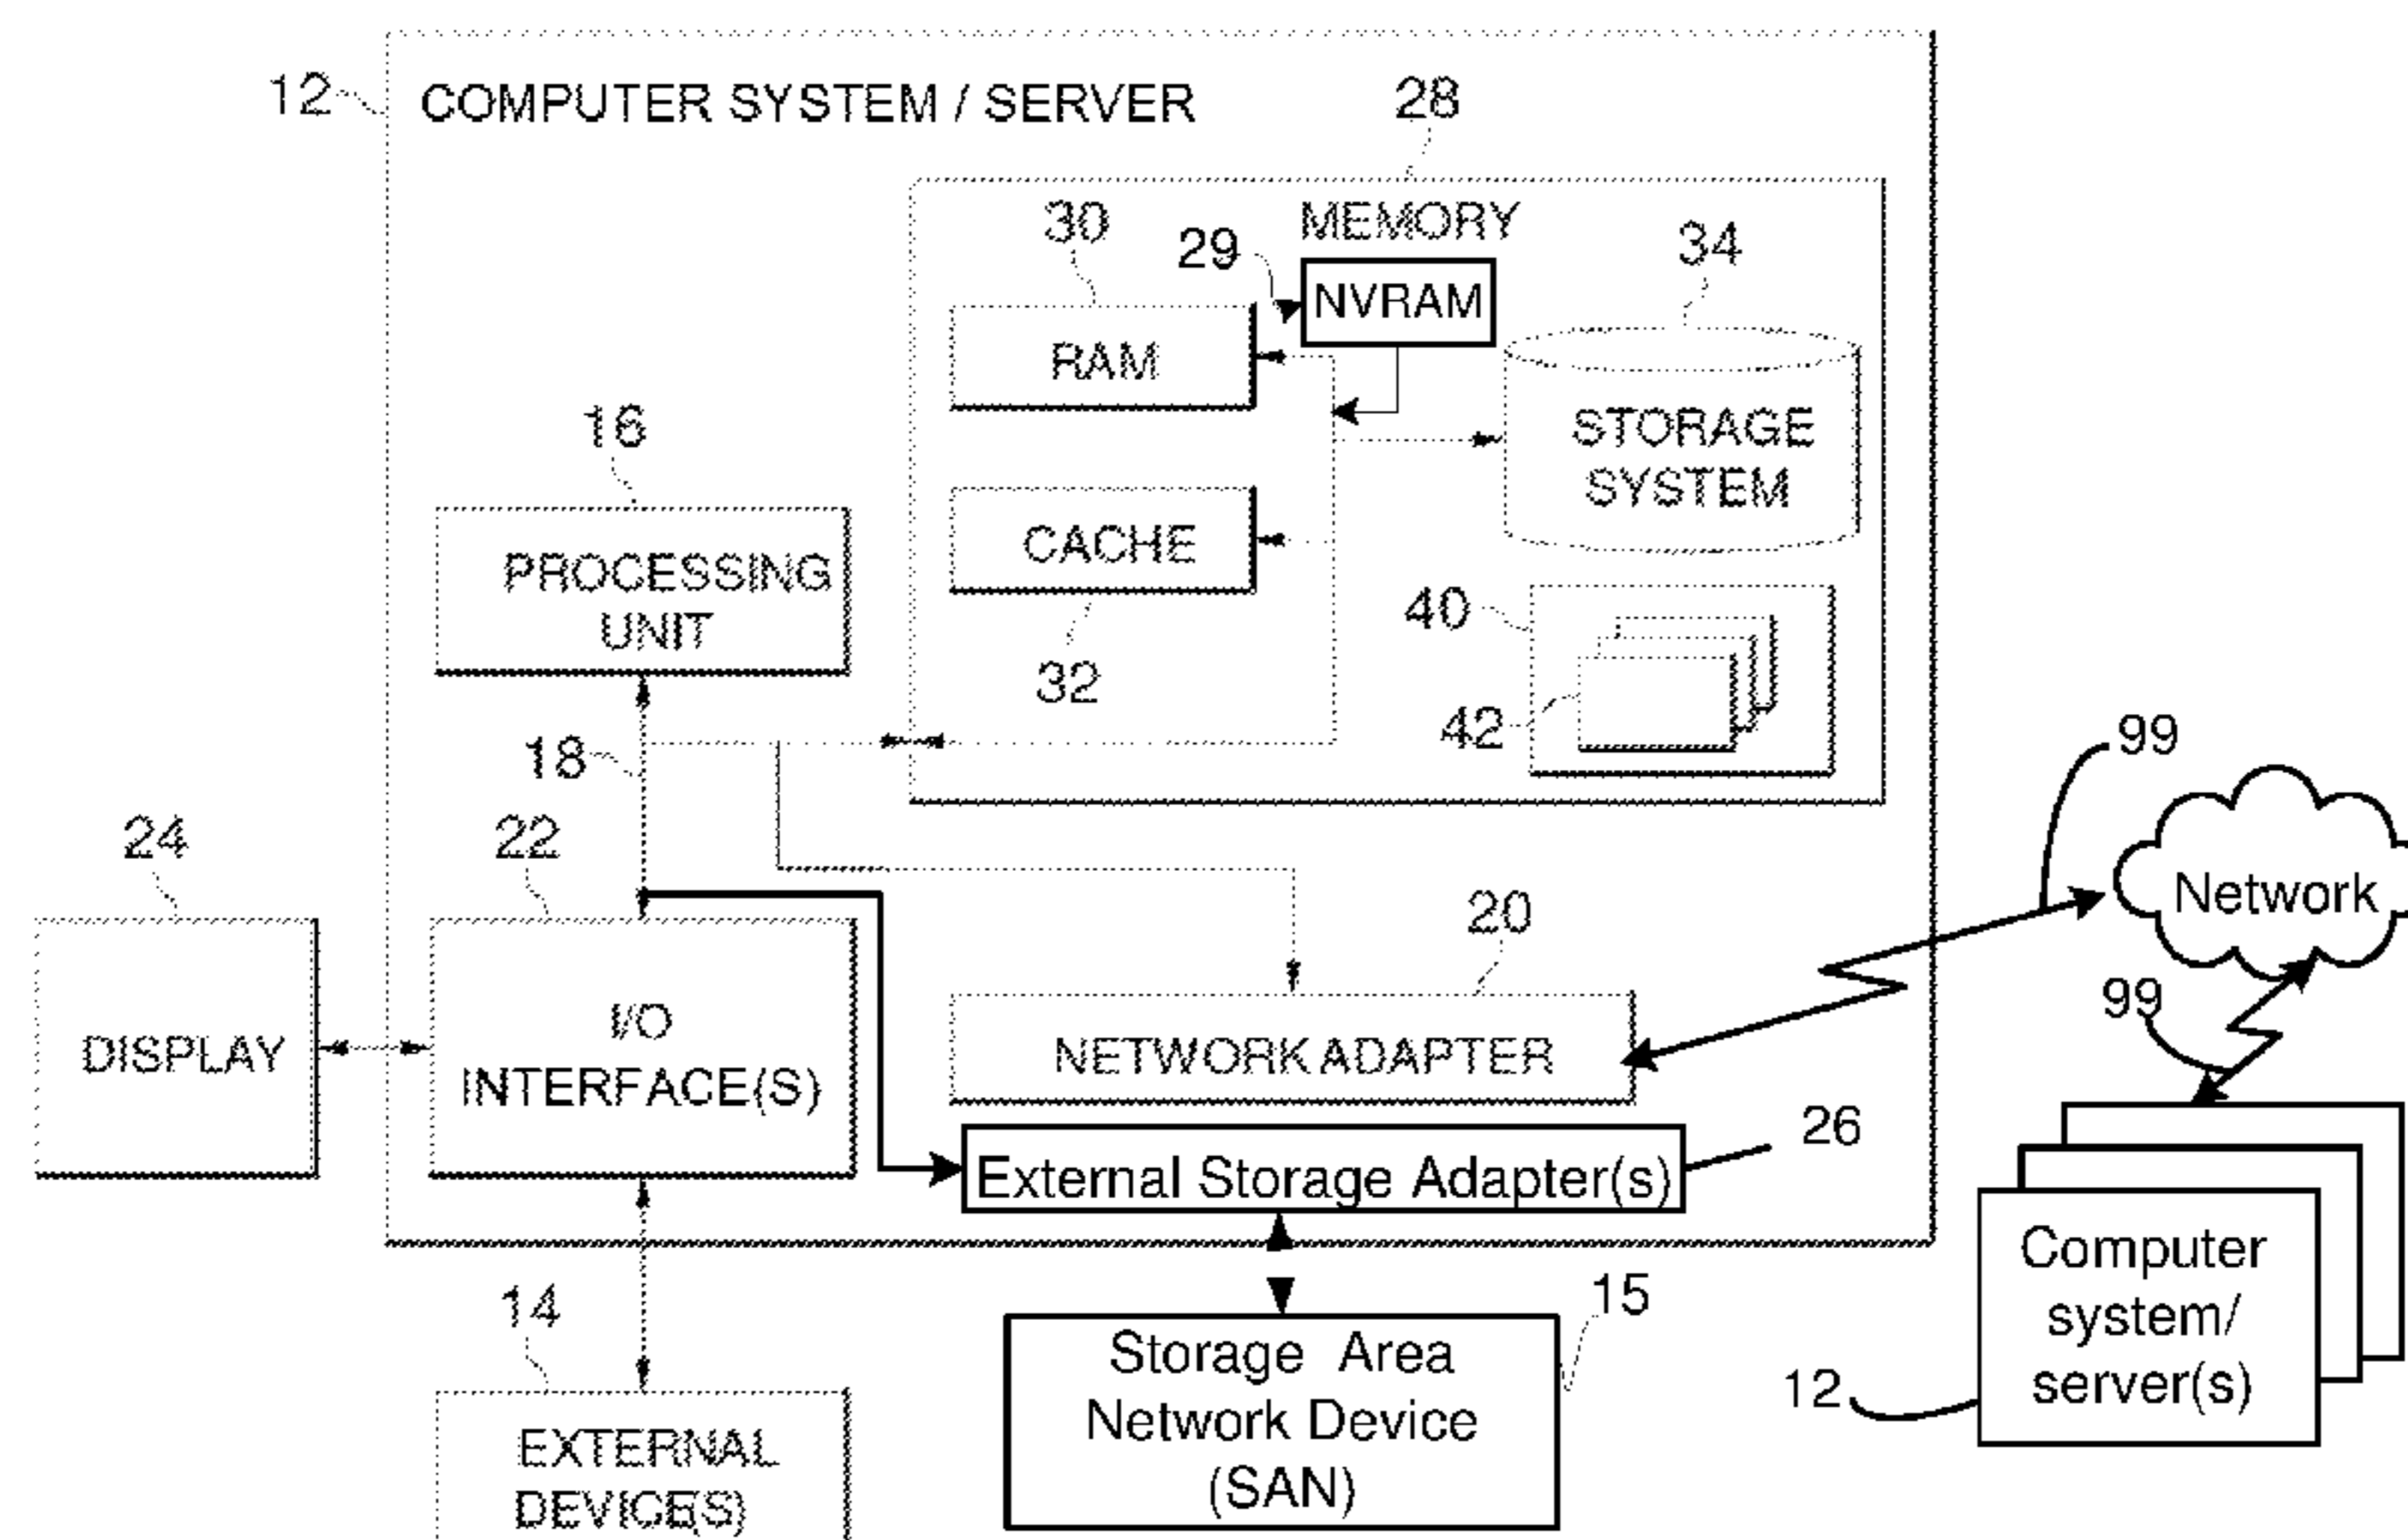 12
COMPUTER SYSTEM / SERVER
28
30
MEMORY
29
NVRAM
34
RAM
16
STORAGE
SYSTEM
PROCESSING
UNIT
CACHE
32
40
42
18
99
24
22
Network
20
DISPLAY
I/O
INTERFACE(S)
NETWORK ADAPTER
99
26
External Storage Adapter(s)
14
15
Storage Area
Network Device
(SAN)
Computer
system/
server(s)
12
EXTERNAL
DEVICE(S)